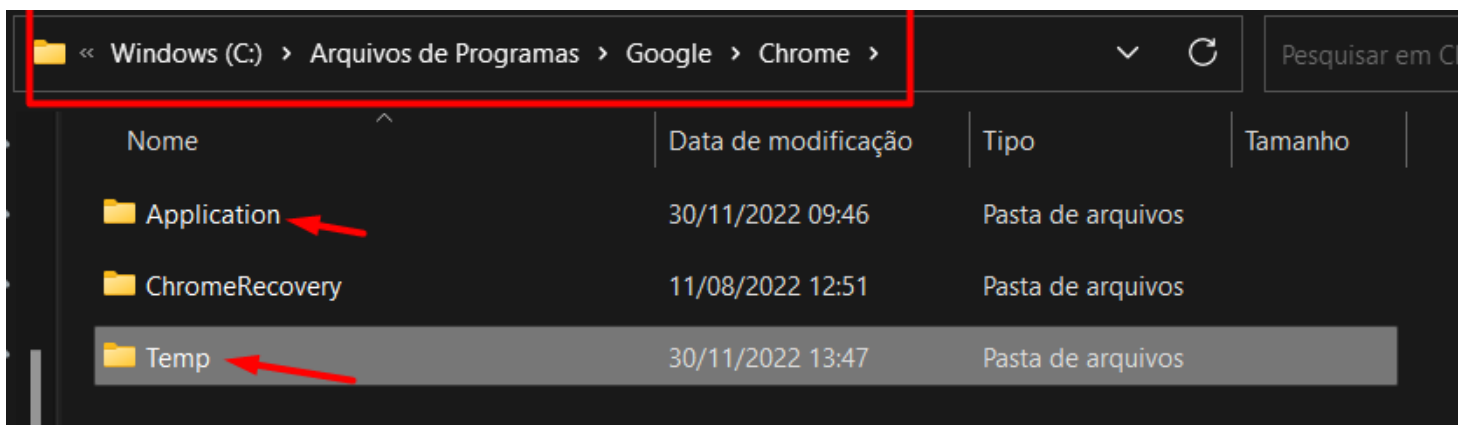 « Windows (C:) > Arquivos de Programas > Google > Chrome >
Pesquisar em
Nome Data de modificação Tipo Tamanho
Application 30/11/2022 09:46 Pasta de arquivos
ChromeRecovery 11/08/2022 12:51 Pasta de arquivos
Temp 30/11/2022 13:47 Pasta de arquivos